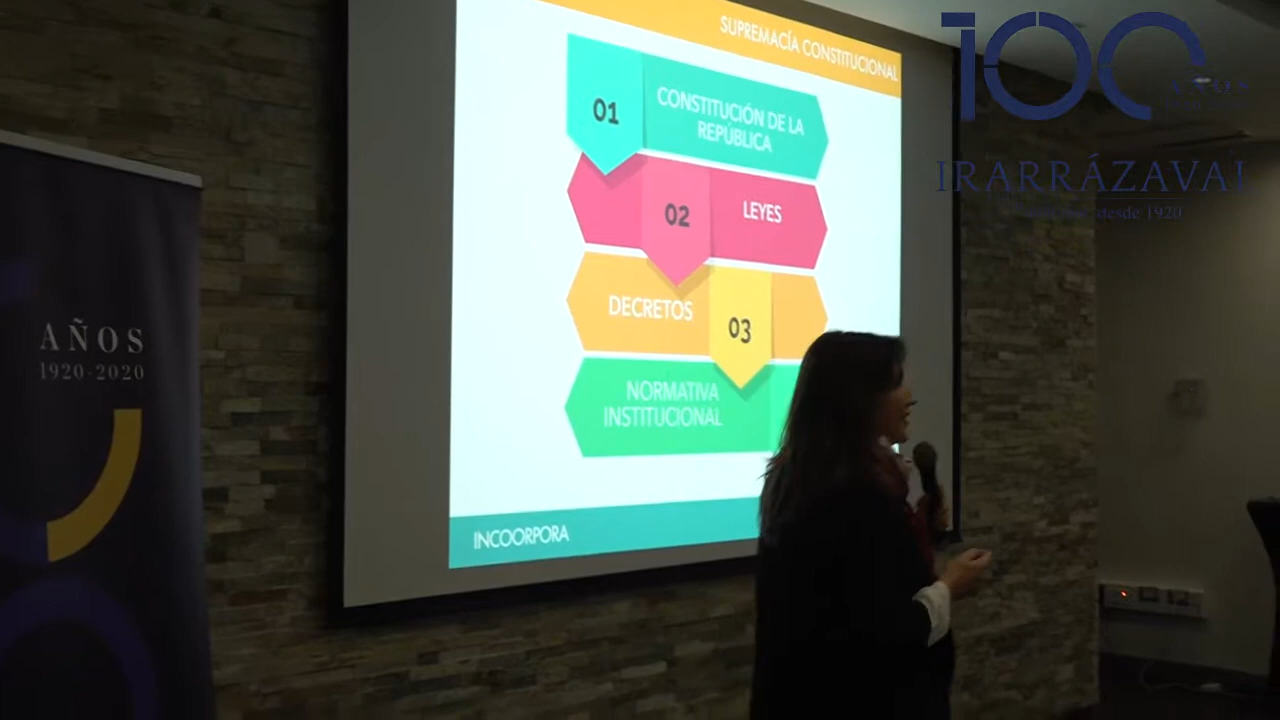 SUPREMACÍA CONSTITUCIONAL
01
CONSTITUCIÓN DE LA
REPÚBLICA
02
LEYES
DECRETOS
03
NORMATIVA
INSTITUCIONAL
INCOORPORA
AÑOS
1920-2020
100
IRARRÁZAVAL
desde 1920